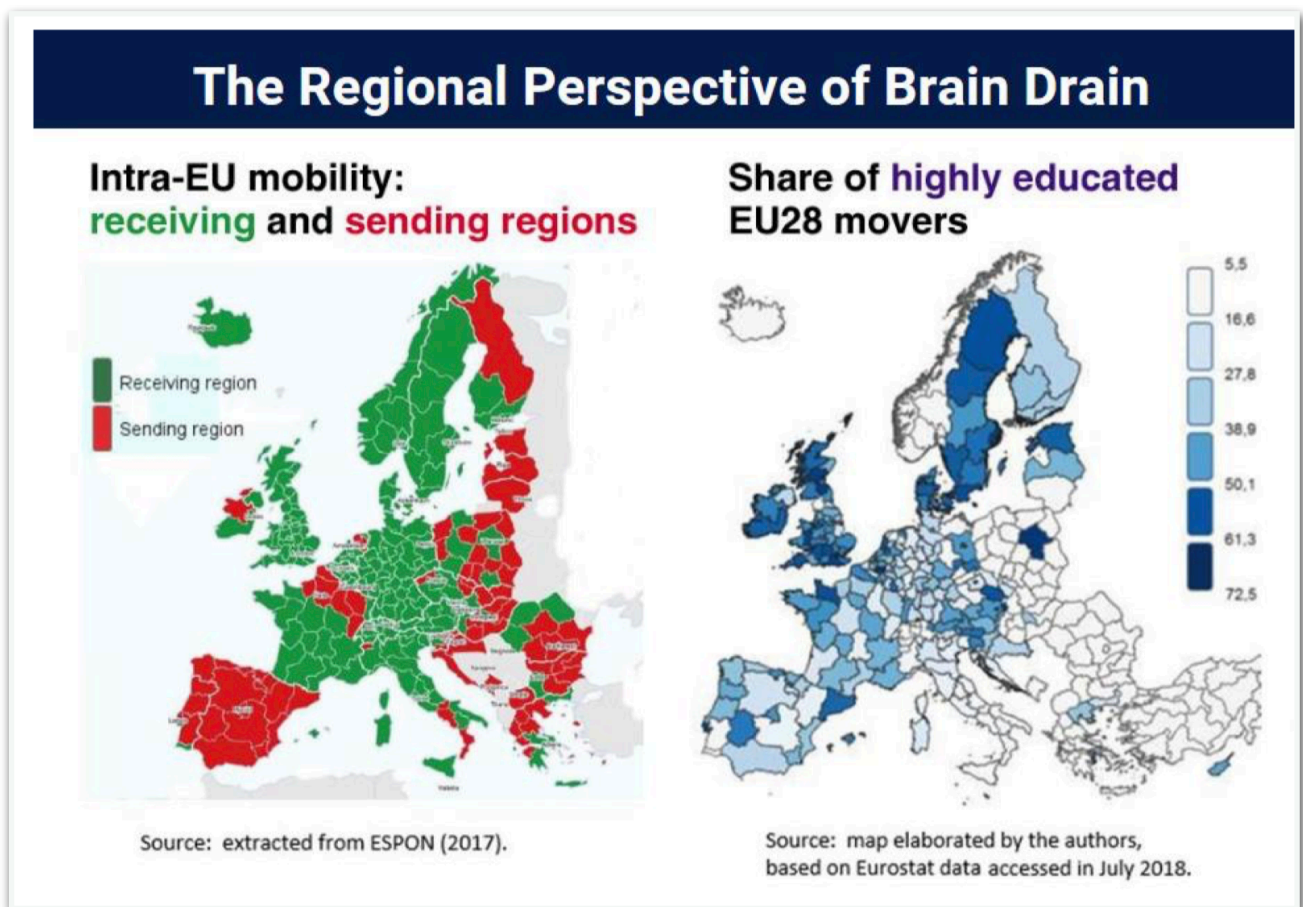 The Regional Perspective of Brain Drain
Intra-EU mobility:
receiving and sending regions
Receiving region
Sending region
Source: extracted from ESPON (2017).
Share of highly educated
EU28 movers
5,5
16,6
27,8
38,9
50,1
61,3
72,5
Source: map elaborated by the authors,
based on Eurostat data accessed in July 2018.